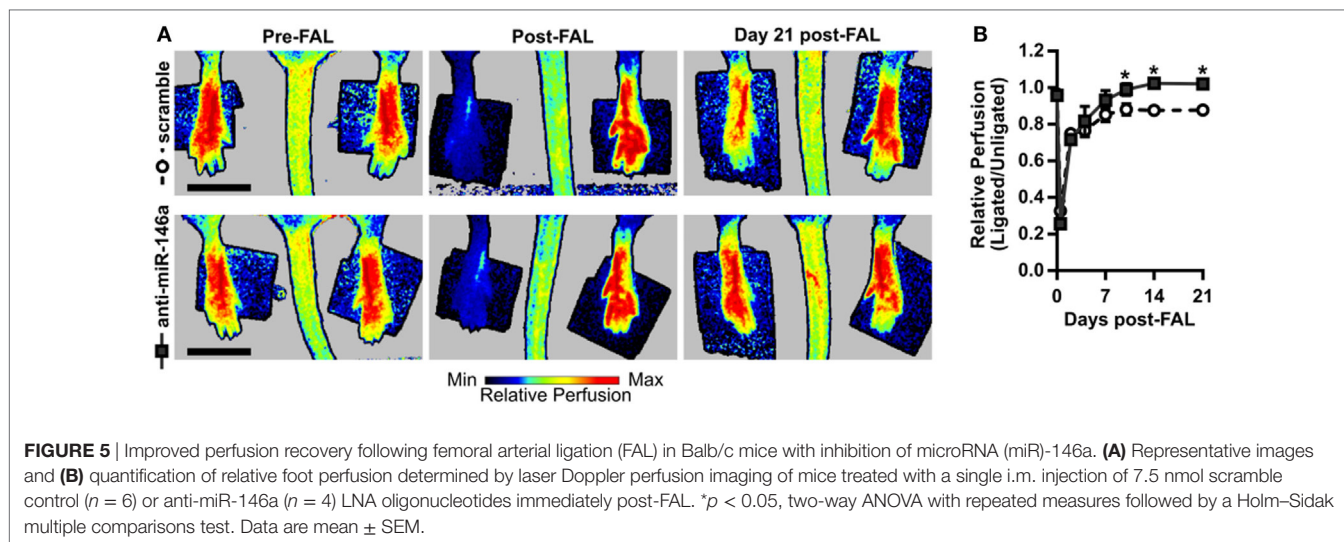 A
Pre-FAL
Post-FAL
Day 21 post-FAL
scramble
anti-miR-146a
Min
Max
Relative Perfusion
B
Relative Perfusion
(Ligated/Unligated)
1.2
1.0
0.8
0.6
0.4
0.2
0.0
* * *
0 7 14 21
Days post-FAL
FIGURE 5 | Improved perfusion recovery following femoral arterial ligation (FAL) in Balb/c mice with inhibition of microRNA (miR)-146a. (A) Representative images
and (B) quantification of relative foot perfusion determined by laser Doppler perfusion imaging of mice treated with a single i.m. injection of 7.5 nmol scramble
control (n = 6) or anti-miR-146a (n = 4) LNA oligonucleotides immediately post-FAL. *p < 0.05, two-way ANOVA with repeated measures followed by a Holm–Sidak
multiple comparisons test. Data are mean ± SEM.